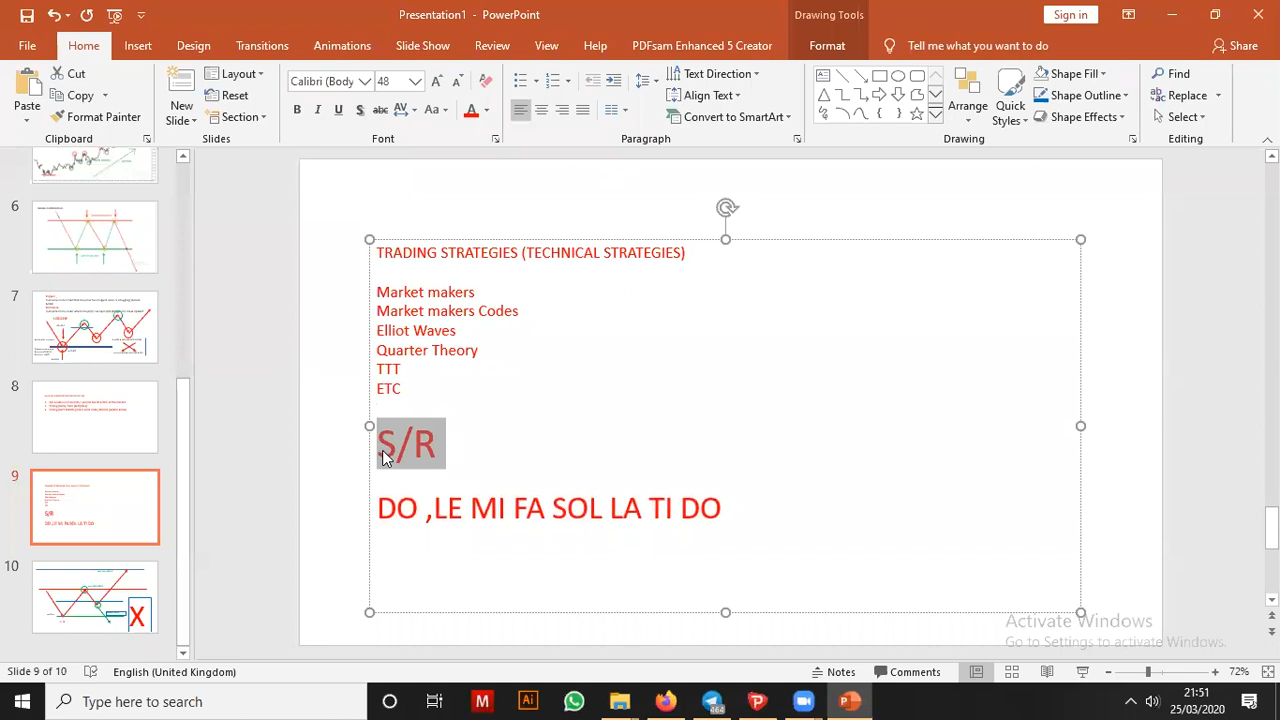 Presentation1 - PowerPoint
Drawing Tools
Sign in
File
Home
Insert
Design
Transitions
Animations
Slide Show
Review
View
Help
PDFsam Enhanced 5 Creator
Format
Tell me what you want to do
Share
Paste
Cut
Copy
Format Painter
Clipboard
New Slide
Layout
Reset
Section
Slides
Calibri (Body
48
Font
Text Direction
Align Text
Convert to SmartArt
Paragraph
Arrange
Quick Styles
Shape Fill
Shape Outline
Shape Effects
Drawing
Find
Replace
Select
Editing
6
7
8
9
10
TRADING STRATEGIES (TECHNICAL STRATEGIES)
Market makers
Market makers Codes
Elliot Waves
Quarter Theory
TTT
ETC
S/R
DO ,LE MI FA SOL LA TI DO
Activate Windows
Go to Settings to activate Windows.
Slide 9 of 10
English (United Kingdom)
Notes
Comments
72%
Type here to search
464
21:51
25/03/2020